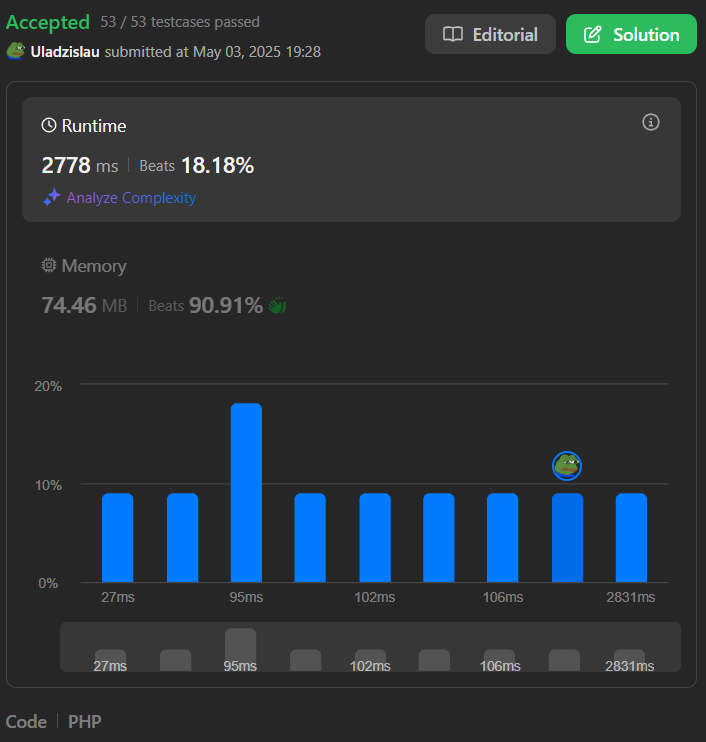 Accepted 53 / 53 testcases passed
Editorial
Solution
Uladzislau submitted at May 03, 2025 19:28
Runtime
2778 ms Beats 18.18%
Analyze Complexity
Memory
74.46 MB Beats 90.91%
20%
10%
0%
27ms 95ms 102ms 106ms 2831ms
27ms 95ms 102ms 106ms 2831ms
Code PHP